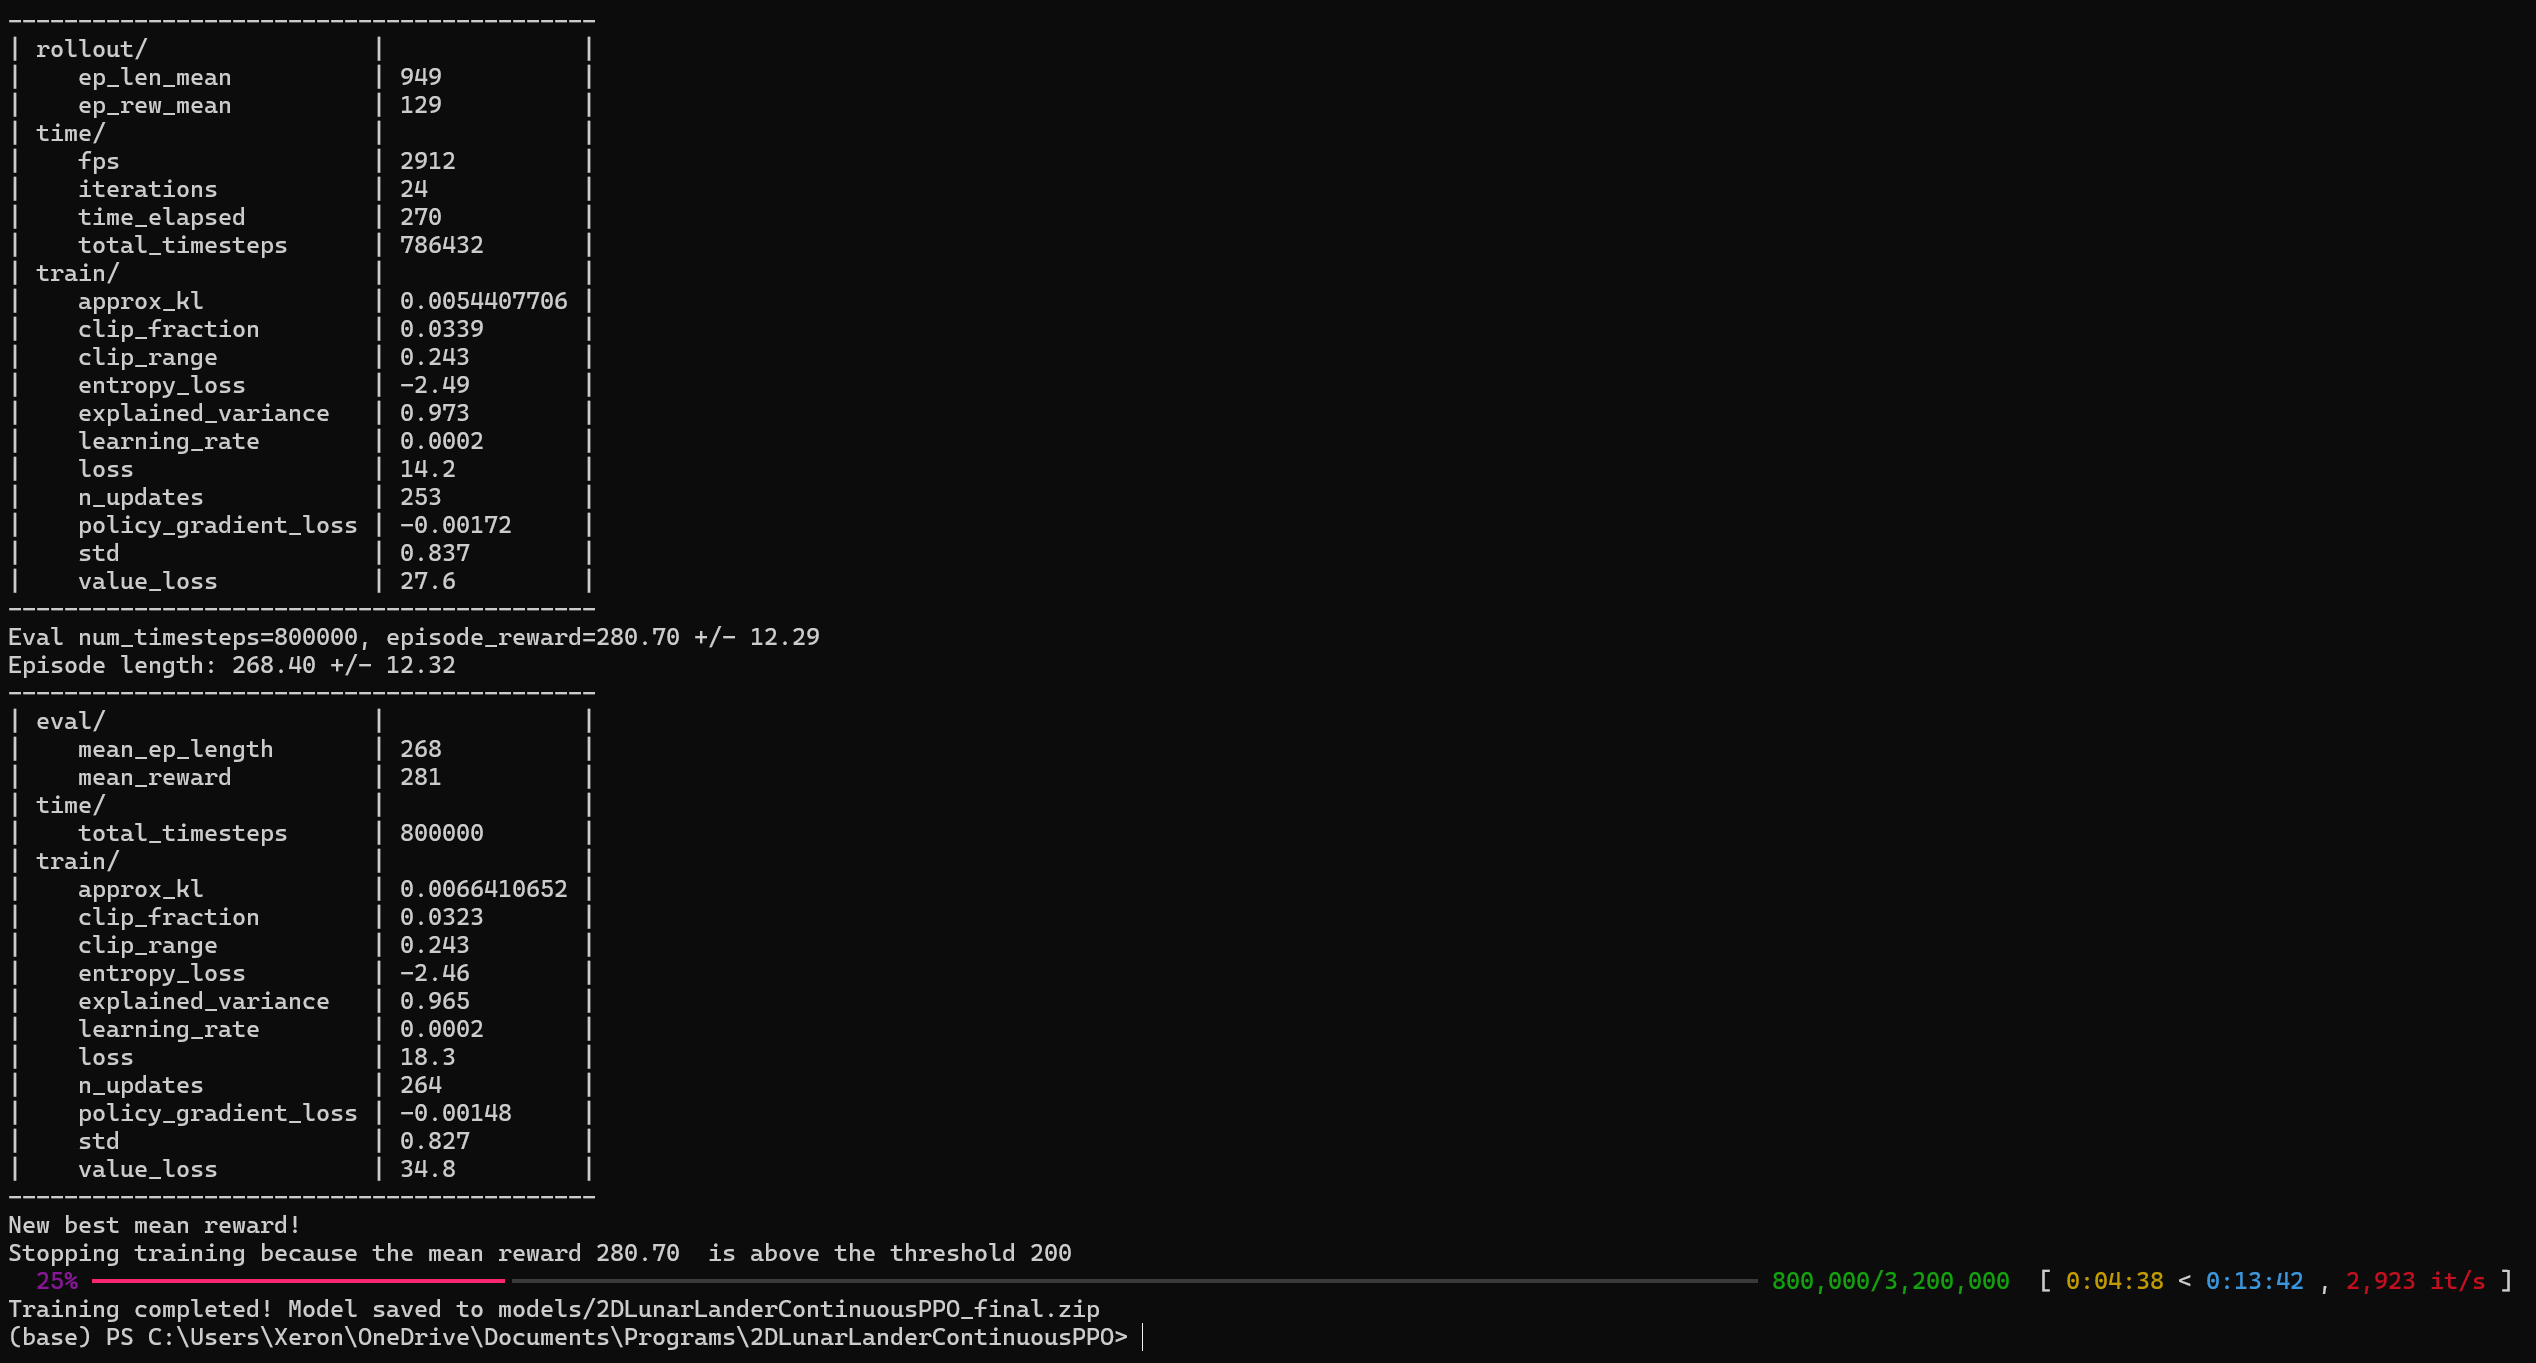 ------------------------------------------
| rollout/                |             |
|    ep_len_mean          | 949         |
|    ep_rew_mean          | 129         |
| time/                   |             |
|    fps                  | 2912        |
|    iterations           | 24          |
|    time_elapsed         | 270         |
|    total_timesteps      | 786432      |
| train/                  |             |
|    approx_kl            | 0.0054407706 |
|    clip_fraction        | 0.0339      |
|    clip_range           | 0.243       |
|    entropy_loss         | -2.49       |
|    explained_variance   | 0.973       |
|    learning_rate        | 0.0002      |
|    loss                 | 14.2        |
|    n_updates            | 253         |
|    policy_gradient_loss | -0.00172    |
|    std                  | 0.837       |
|    value_loss           | 27.6        |
------------------------------------------
Eval num_timesteps=800000, episode_reward=280.70 +/- 12.29
Episode length: 268.40 +/- 12.32
------------------------------------------
| eval/                   |             |
|    mean_ep_length       | 268         |
|    mean_reward          | 281         |
| time/                   |             |
|    total_timesteps      | 800000      |
| train/                  |             |
|    approx_kl            | 0.0066410652 |
|    clip_fraction        | 0.0323      |
|    clip_range           | 0.243       |
|    entropy_loss         | -2.46       |
|    explained_variance   | 0.965       |
|    learning_rate        | 0.0002      |
|    loss                 | 18.3        |
|    n_updates            | 264         |
|    policy_gradient_loss | -0.00148    |
|    std                  | 0.827       |
|    value_loss           | 34.8        |
------------------------------------------
New best mean reward!
Stopping training because the mean reward 280.70  is above the threshold 200
25% 800,000/3,200,000 [ 0:04:38 < 0:13:42 , 2,923 it/s ]
Training completed! Model saved to models/2DLunarLanderContinuousPPO_final.zip
(base) PS C:\Users\Xeron\OneDrive\Documents\Programs\2DLunarLanderContinuousPPO>